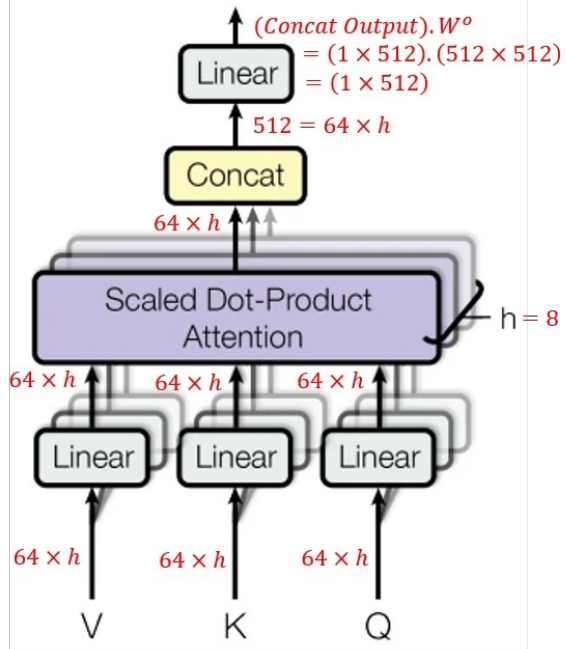 (Concat Output).Wᵒ
= (1 × 512).(512 × 512)
= (1 × 512)
Linear
512 = 64 × h
Concat
64 × h
Scaled Dot-Product
Attention
h = 8
64 × h 64 × h 64 × h
Linear Linear Linear
64 × h 64 × h 64 × h
V K Q